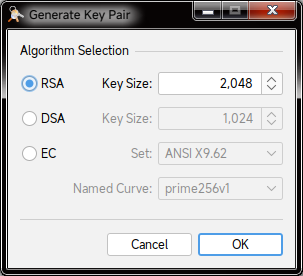 Generate Key Pair
Algorithm Selection
RSA Key Size: 2,048
DSA Key Size: 1,024
EC Set: ANSI X9.62
Named Curve: prime256v1
Cancel OK